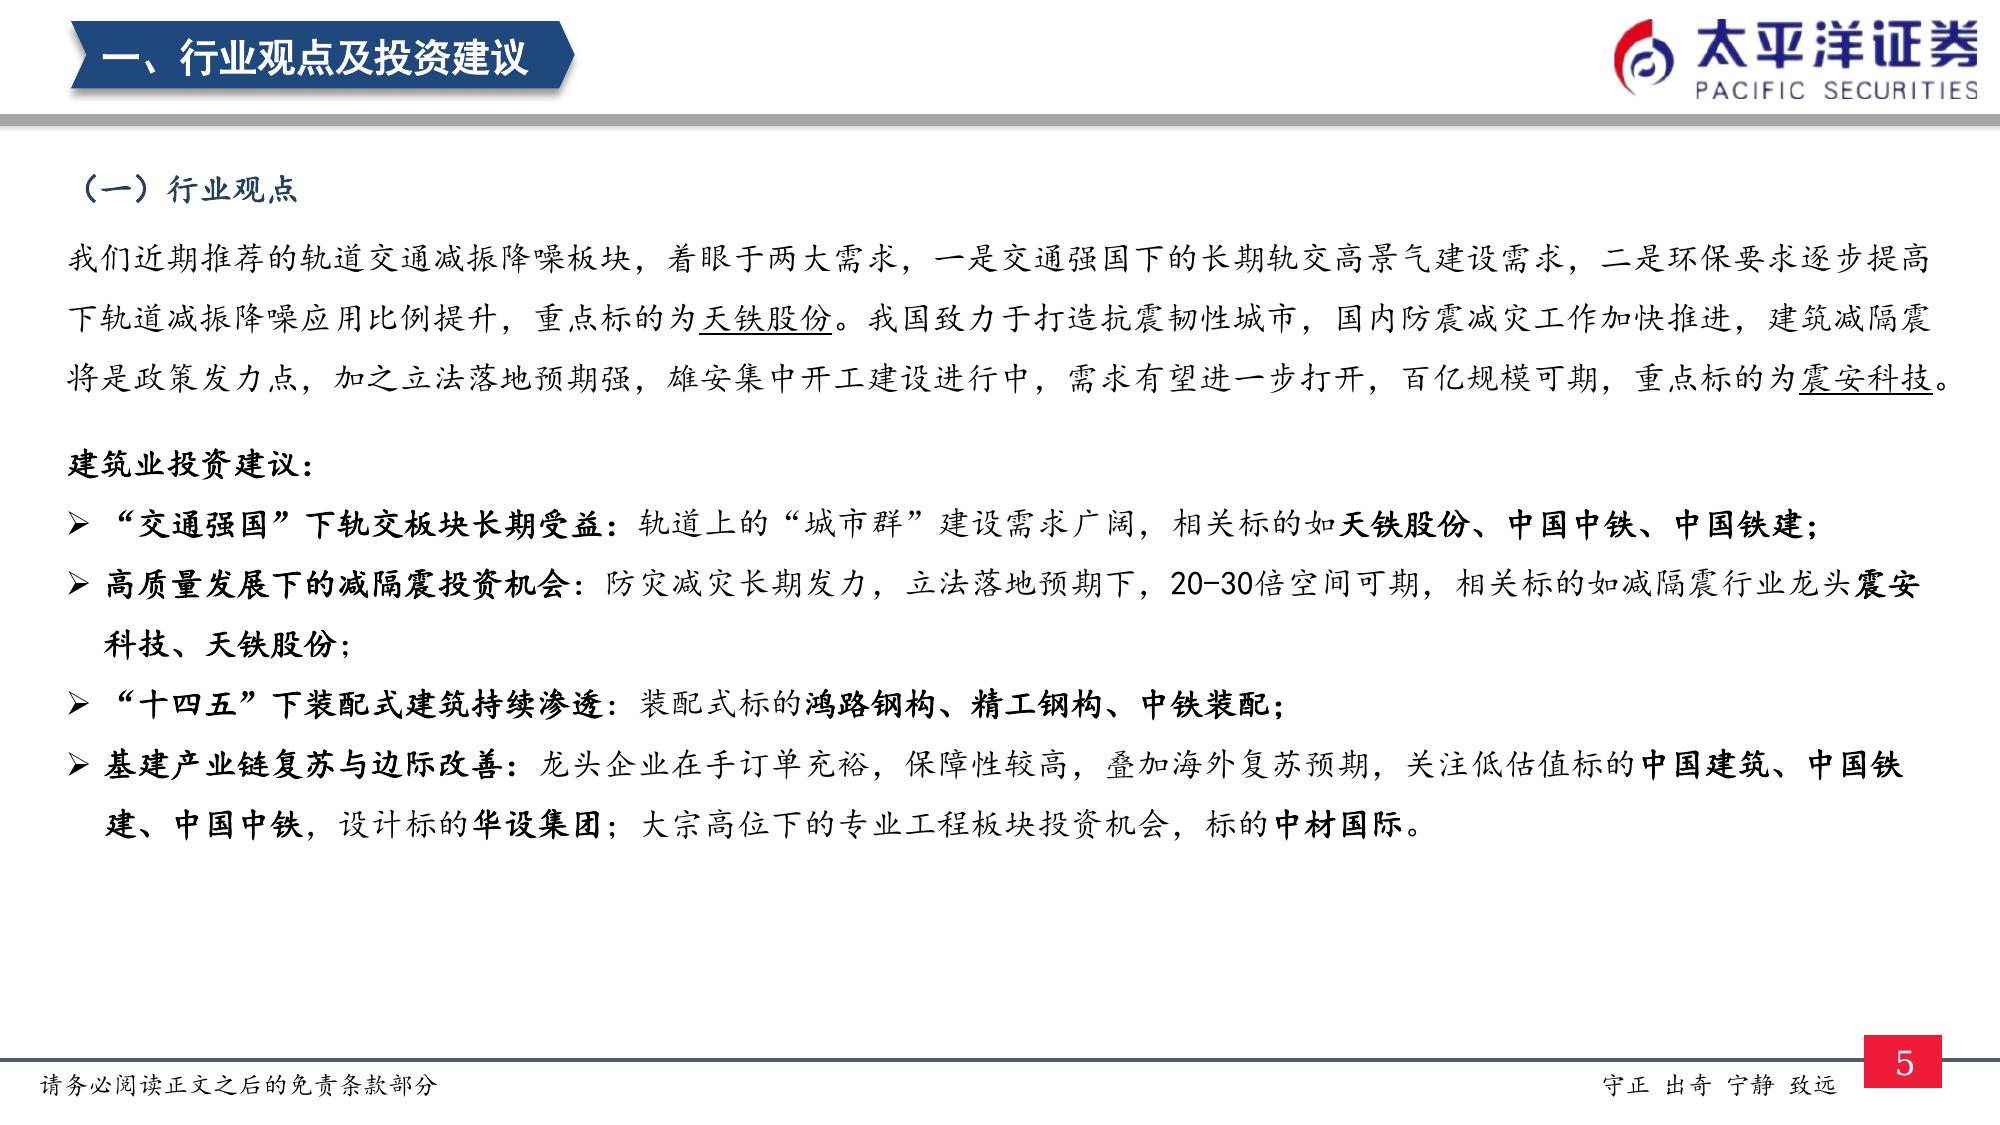 一、行业观点及投资建议
太平洋证券
PACIFIC SECURITIES
（一）行业观点
我们近期推荐的轨道交通减振降噪板块，着眼于两大需求，一是交通强国下的长期轨交高景气建设需求，二是环保要求逐步提高
下轨道减振降噪应用比例提升，重点标的为天铁股份。我国致力于打造抗震韧性城市，国内防震减灾工作加快推进，建筑减隔震
将是政策发力点，加之立法落地预期强，雄安集中开工建设进行中，需求有望进一步打开，百亿规模可期，重点标的为震安科技。
建筑业投资建议：
➢ “交通强国”下轨交板块长期受益：轨道上的“城市群”建设需求广阔，相关标的如天铁股份、中国中铁、中国铁建；
➢ 高质量发展下的减隔震投资机会：防灾减灾长期发力，立法落地预期下，20-30倍空间可期，相关标的如减隔震行业龙头震安
科技、天铁股份；
➢ “十四五”下装配式建筑持续渗透：装配式标的鸿路钢构、精工钢构、中铁装配；
➢ 基建产业链复苏与边际改善：龙头企业在手订单充裕，保障性较高，叠加海外复苏预期，关注低估值标的中国建筑、中国铁
建、中国中铁，设计标的华设集团；大宗高位下的专业工程板块投资机会，标的中材国际。
请务必阅读正文之后的免责条款部分
守正 出奇 宁静 致远
5